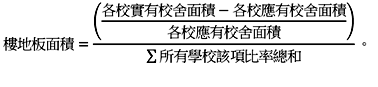 各校實有校舍面積－各校應有校舍面積
各校應有校舍面積
樓地板面積 =
Σ所有學校該項比率總和
。